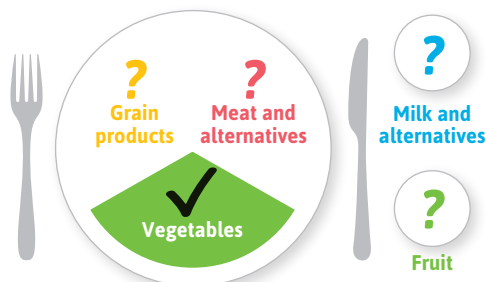 ?
Grain
products
?
Meat and
alternatives
Vegetables
?
Milk and
alternatives
?
Fruit